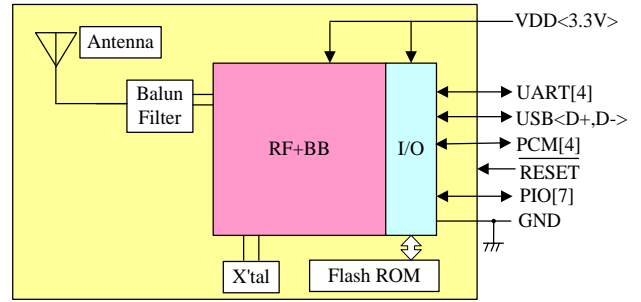 VDD<3.3V>
Antenna
Balun
Filter
UART[4]
USB<D+,D->
RF+BB
I/O
PCM[4]
RESET
PIO[7]
GND
X'tal
Flash ROM